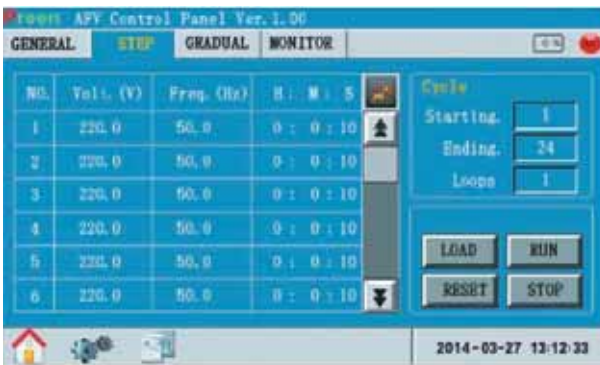 Preen AFV Control Panel Ver. 1.00
GENERAL STEP GRADUAL MONITOR
NO. Volt. (V) Freq. (Hz) H : M : S
1 220.0 50.0 0 : 0 : 10
2 220.0 50.0 0 : 0 : 10
3 220.0 50.0 0 : 0 : 10
4 220.0 50.0 0 : 0 : 10
5 220.0 50.0 0 : 0 : 10
6 220.0 50.0 0 : 0 : 10
Cycle
Starting. 1
Ending. 24
Loops 1
LOAD RUN
RESET STOP
2014-03-27 13:12:33